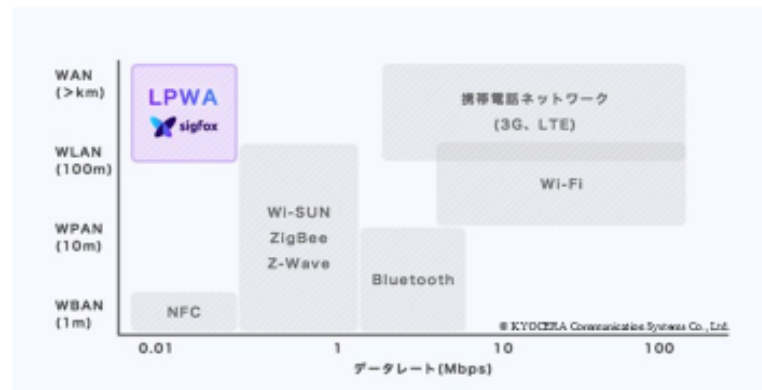 WAN
(>km)
LPWA
sigfox
携帯電話ネットワーク
(3G、LTE)
WLAN
(100m)
Wi-Fi
Wi-SUN
ZigBee
Z-Wave
WPAN
(10m)
Bluetooth
WBAN
(1m)
NFC
© KYOCERA Communication Systems Co., Ltd.
0.01
1
10
100
データレート(Mbps)